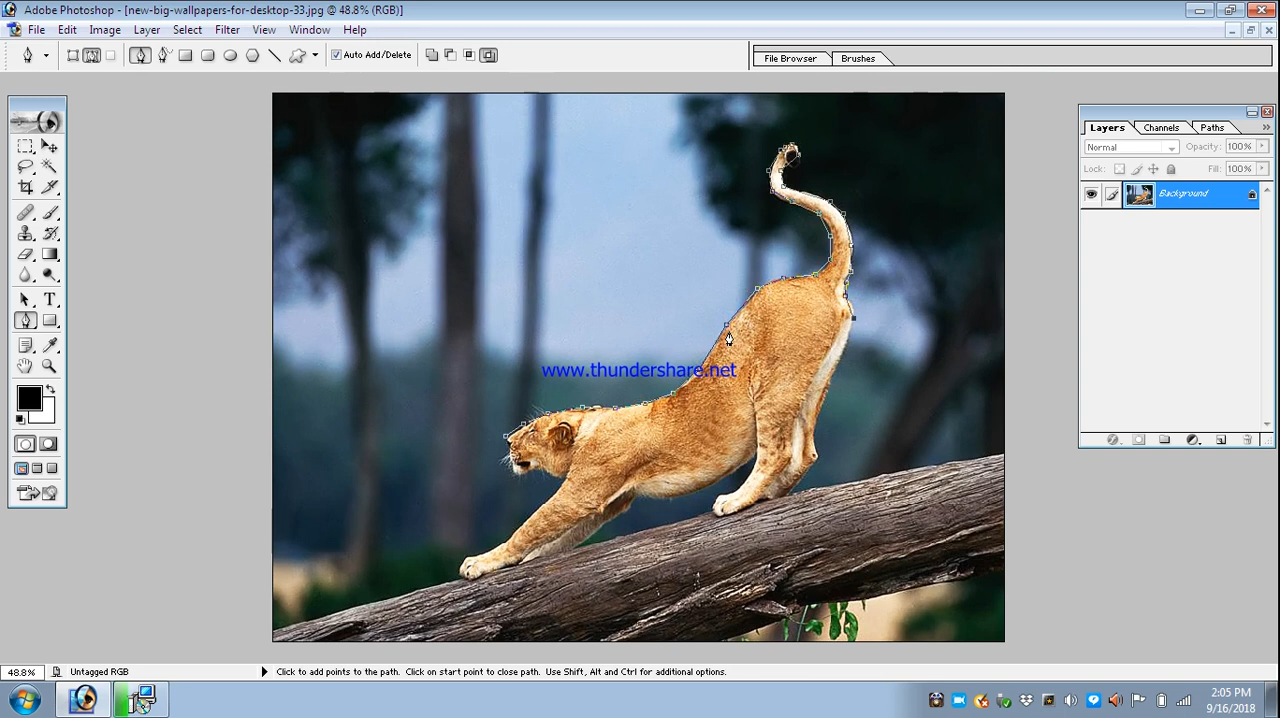 Adobe Photoshop - [new-big-wallpapers-for-desktop-33.jpg @ 48.8% (RGB)]
File Edit Image Layer Select Filter View Window Help
Auto Add/Delete
File Browser Brushes
Layers Channels Paths
Normal Opacity: 100%
Lock: Fill: 100%
Background
www.thundershare.net
48.8% Untagged RGB Click to add points to the path. Click on start point to close path. Use Shift, Alt and Ctrl for additional options.
2:05 PM
9/16/2018